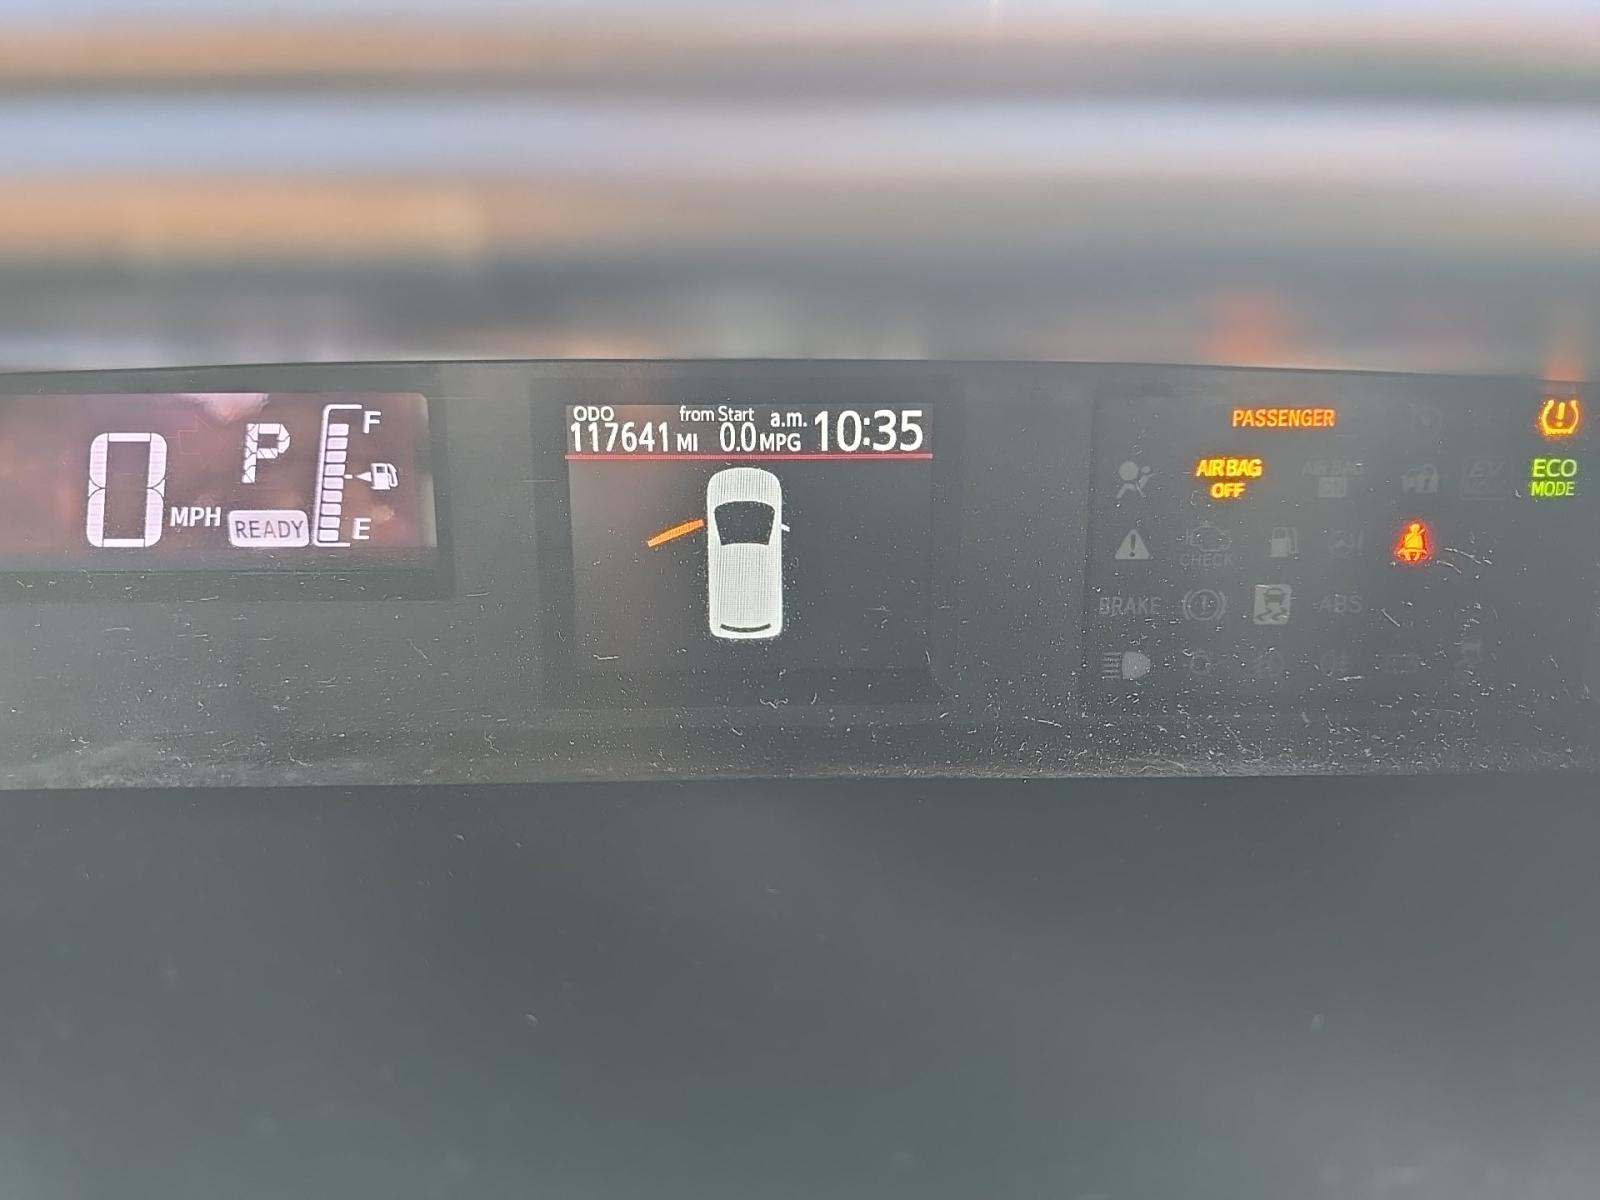 0 MPH
P
READY
F
E
ODO from Start a.m. 10:35
117641 MI 0.0 MPG
PASSENGER
AIR BAG
OFF
ECO
MODE
CHECK
BRAKE
ABS